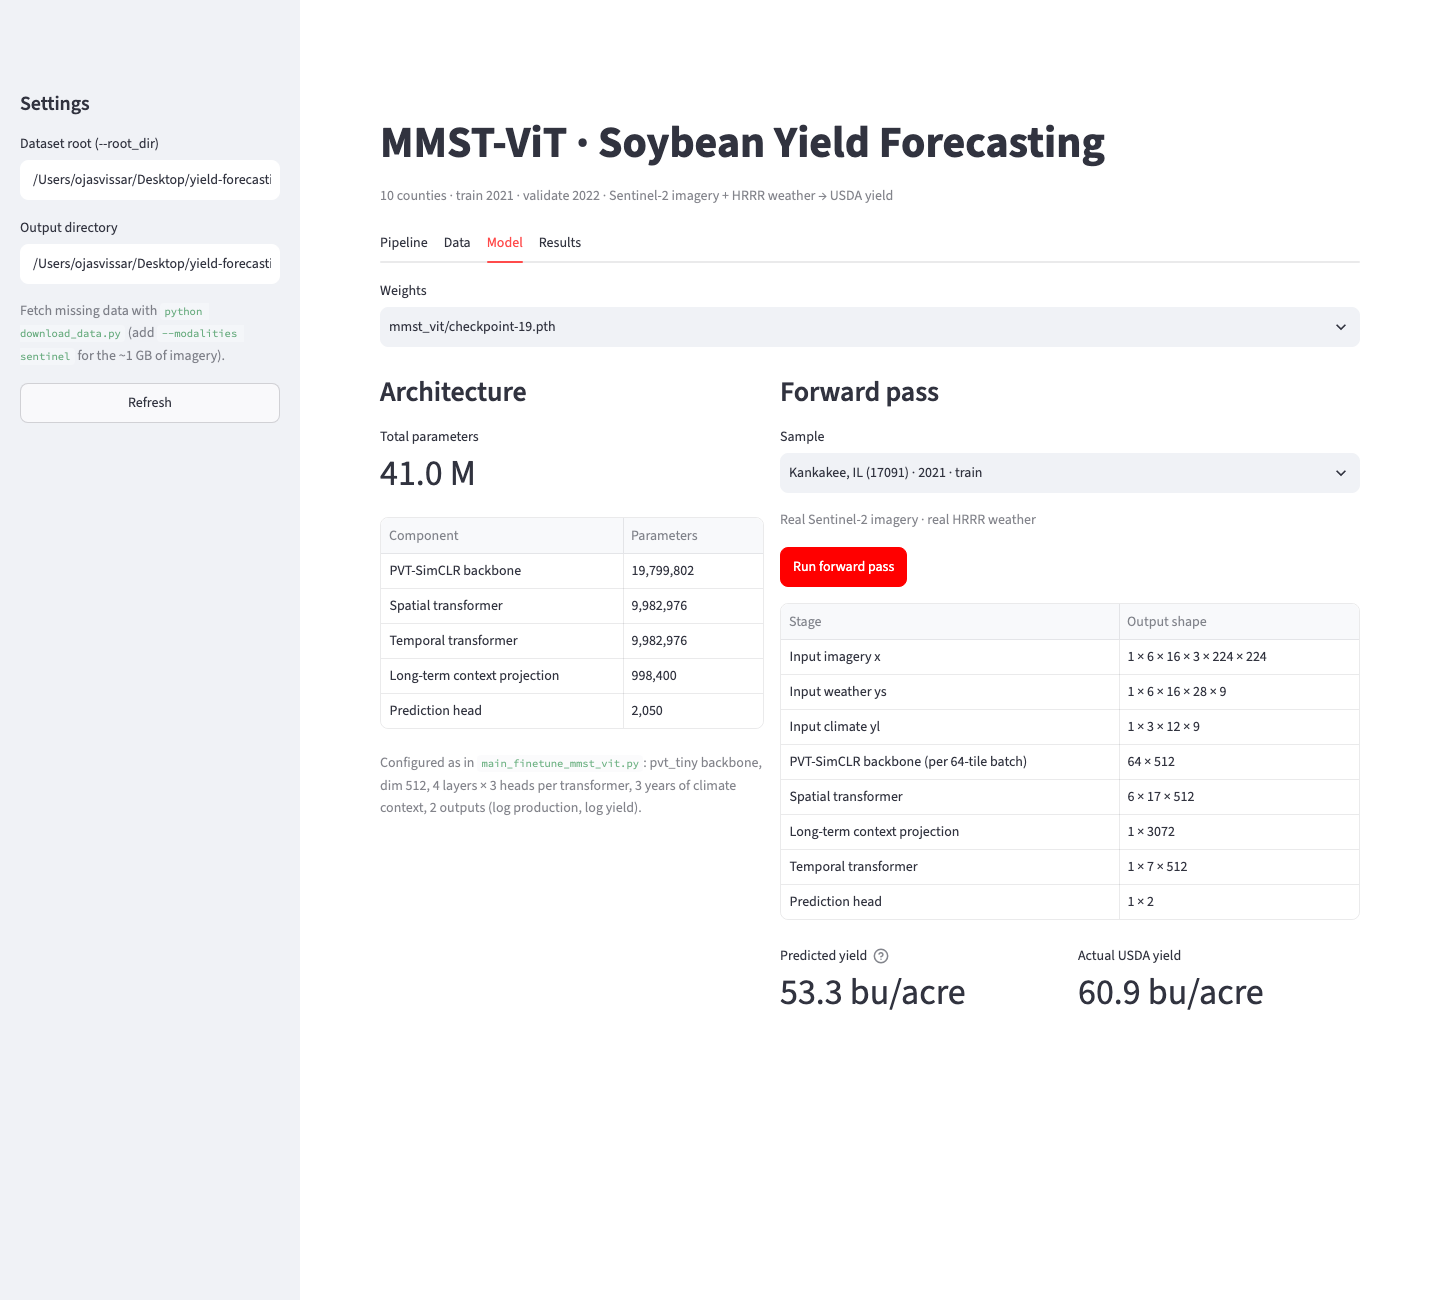 Settings
Dataset root (--root_dir)
/Users/ojasvissar/Desktop/yield-forecasti
Output directory
/Users/ojasvissar/Desktop/yield-forecasti
Fetch missing data with python
download_data.py (add --modalities
sentinel for the ~1 GB of imagery).
Refresh
MMST-ViT · Soybean Yield Forecasting
10 counties · train 2021 · validate 2022 · Sentinel-2 imagery + HRRR weather → USDA yield
Pipeline Data Model Results
Weights
mmst_vit/checkpoint-19.pth
Architecture
Total parameters
41.0 M
Component Parameters
PVT-SimCLR backbone 19,799,802
Spatial transformer 9,982,976
Temporal transformer 9,982,976
Long-term context projection 998,400
Prediction head 2,050
Configured as in main_finetune_mmst_vit.py : pvt_tiny backbone,
dim 512, 4 layers × 3 heads per transformer, 3 years of climate
context, 2 outputs (log production, log yield).
Forward pass
Sample
Kankakee, IL (17091) · 2021 · train
Real Sentinel-2 imagery · real HRRR weather
Run forward pass
Stage Output shape
Input imagery x 1 × 6 × 16 × 3 × 224 × 224
Input weather ys 1 × 6 × 16 × 28 × 9
Input climate yl 1 × 3 × 12 × 9
PVT-SimCLR backbone (per 64-tile batch) 64 × 512
Spatial transformer 6 × 17 × 512
Long-term context projection 1 × 3072
Temporal transformer 1 × 7 × 512
Prediction head 1 × 2
Predicted yield ?
53.3 bu/acre
Actual USDA yield
60.9 bu/acre